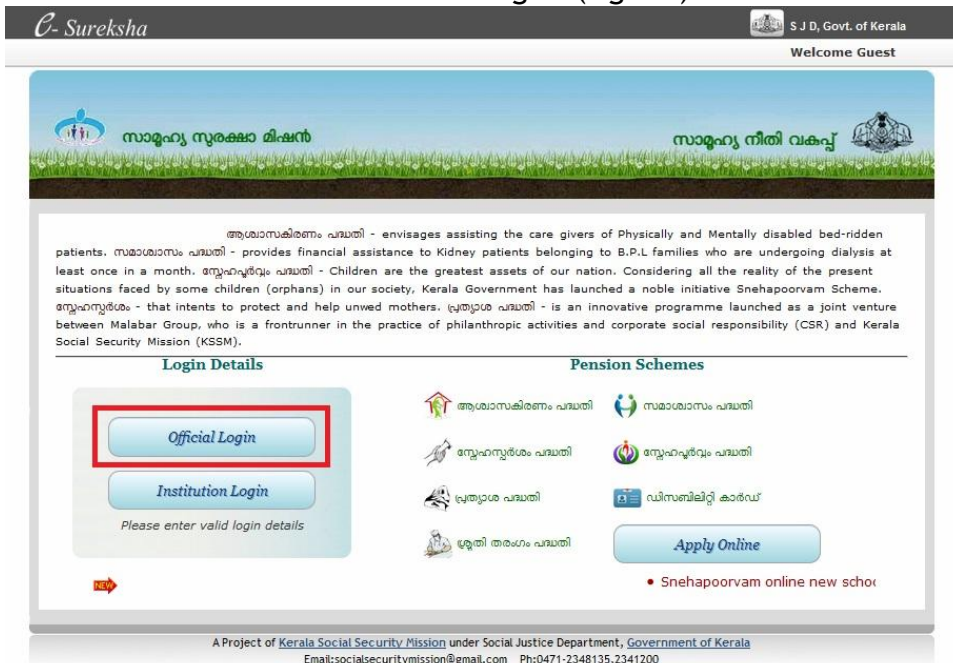 e- Sureksha
S J D, Govt. of Kerala
Welcome Guest
സാമൂഹ്യ സുരക്ഷാ മിഷൻ
സാമൂഹ്യ നീതി വകുപ്പ്
ആശ്വാസകിരണം പദ്ധതി - envisages assisting the care givers of Physically and Mentally disabled bed-ridden
patients. സമാശ്വാസം പദ്ധതി - provides financial assistance to Kidney patients belonging to B.P.L families who are undergoing dialysis at
least once in a month. സ്നേഹപൂർവ്വം പദ്ധതി - Children are the greatest assets of our nation. Considering all the reality of the present
situations faced by some children (orphans) in our society, Kerala Government has launched a noble initiative Snehapoorvam Scheme.
സ്നേഹസ്പർശം - that intents to protect and help unwed mothers. പ്രത്യാശ പദ്ധതി - is an innovative programme launched as a joint venture
between Malabar Group, who is a frontrunner in the practice of philanthropic activities and corporate social responsibility (CSR) and Kerala
Social Security Mission (KSSM).
Login Details
Official Login
Institution Login
Please enter valid login details
NEW
Pension Schemes
ആശ്വാസകിരണം പദ്ധതി
സമാശ്വാസം പദ്ധതി
സ്നേഹസ്പർശം പദ്ധതി
സ്നേഹപൂർവ്വം പദ്ധതി
പ്രത്യാശ പദ്ധതി
ഡിസബിലിറ്റി കാർഡ്
ശ്രുതി തരംഗം പദ്ധതി
Apply Online
• Snehapoorvam online new schoo
A Project of Kerala Social Security Mission under Social Justice Department, Government of Kerala
Email:socialsecuritymission@gmail.com Ph:0471-2348135,2341200